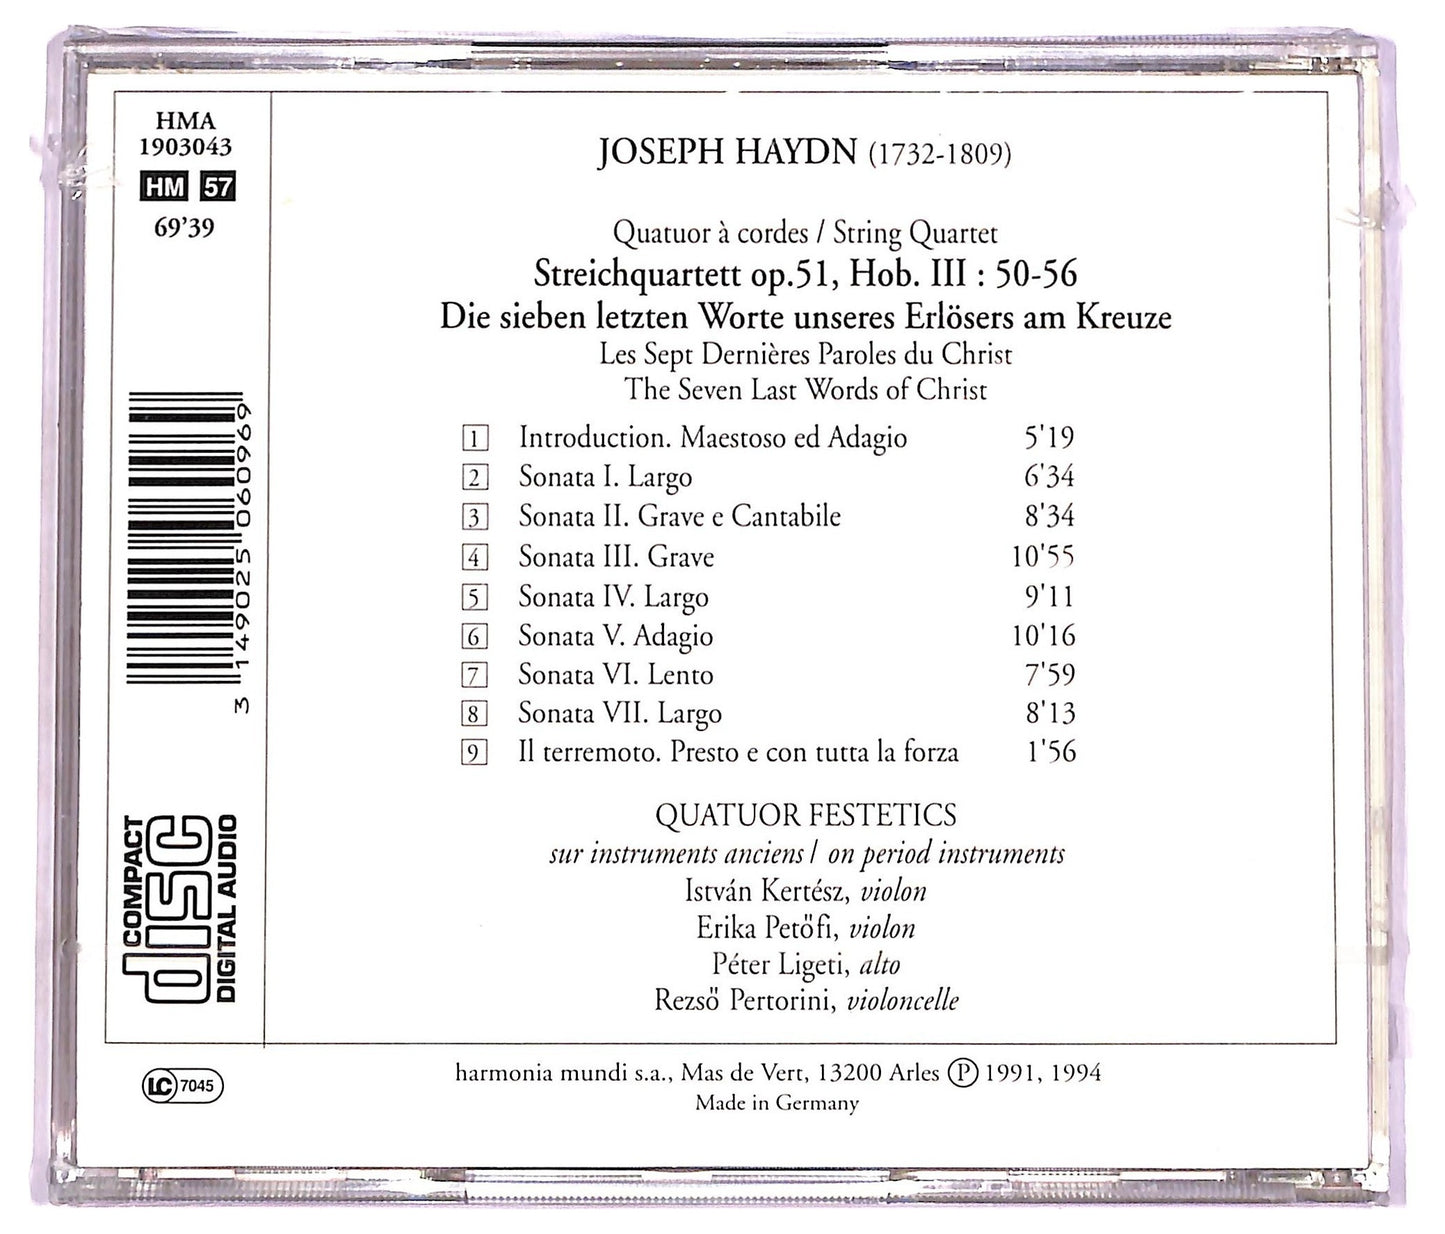 HMA
1903043
HM 57
69'39
3 149025 060969
COMPACT
disc
DIGITAL AUDIO
LC 7045
JOSEPH HAYDN (1732-1809)
Quatuor à cordes / String Quartet
Streichquartett op.51, Hob. III : 50-56
Die sieben letzten Worte unseres Erlösers am Kreuze
Les Sept Dernières Paroles du Christ
The Seven Last Words of Christ
1 Introduction. Maestoso ed Adagio 5'19
2 Sonata I. Largo 6'34
3 Sonata II. Grave e Cantabile 8'34
4 Sonata III. Grave 10'55
5 Sonata IV. Largo 9'11
6 Sonata V. Adagio 10'16
7 Sonata VI. Lento 7'59
8 Sonata VII. Largo 8'13
9 Il terremoto. Presto e con tutta la forza 1'56
QUATUOR FESTETICS
sur instruments anciens / on period instruments
István Kertész, violon
Erika Petőfi, violon
Péter Ligeti, alto
Rezső Pertorini, violoncelle
harmonia mundi s.a., Mas de Vert, 13200 Arles Ⓟ 1991, 1994
Made in Germany